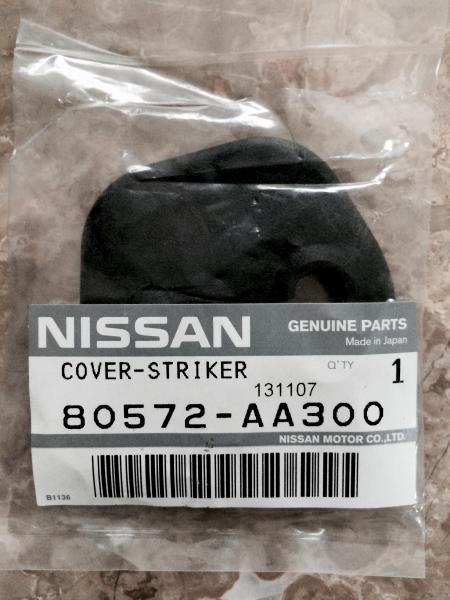 NISSAN
GENUINE PARTS
Made in Japan
COVER-STRIKER
Q'TY 1
131107
80572-AA300
NISSAN MOTOR CO.,LTD.
B1136